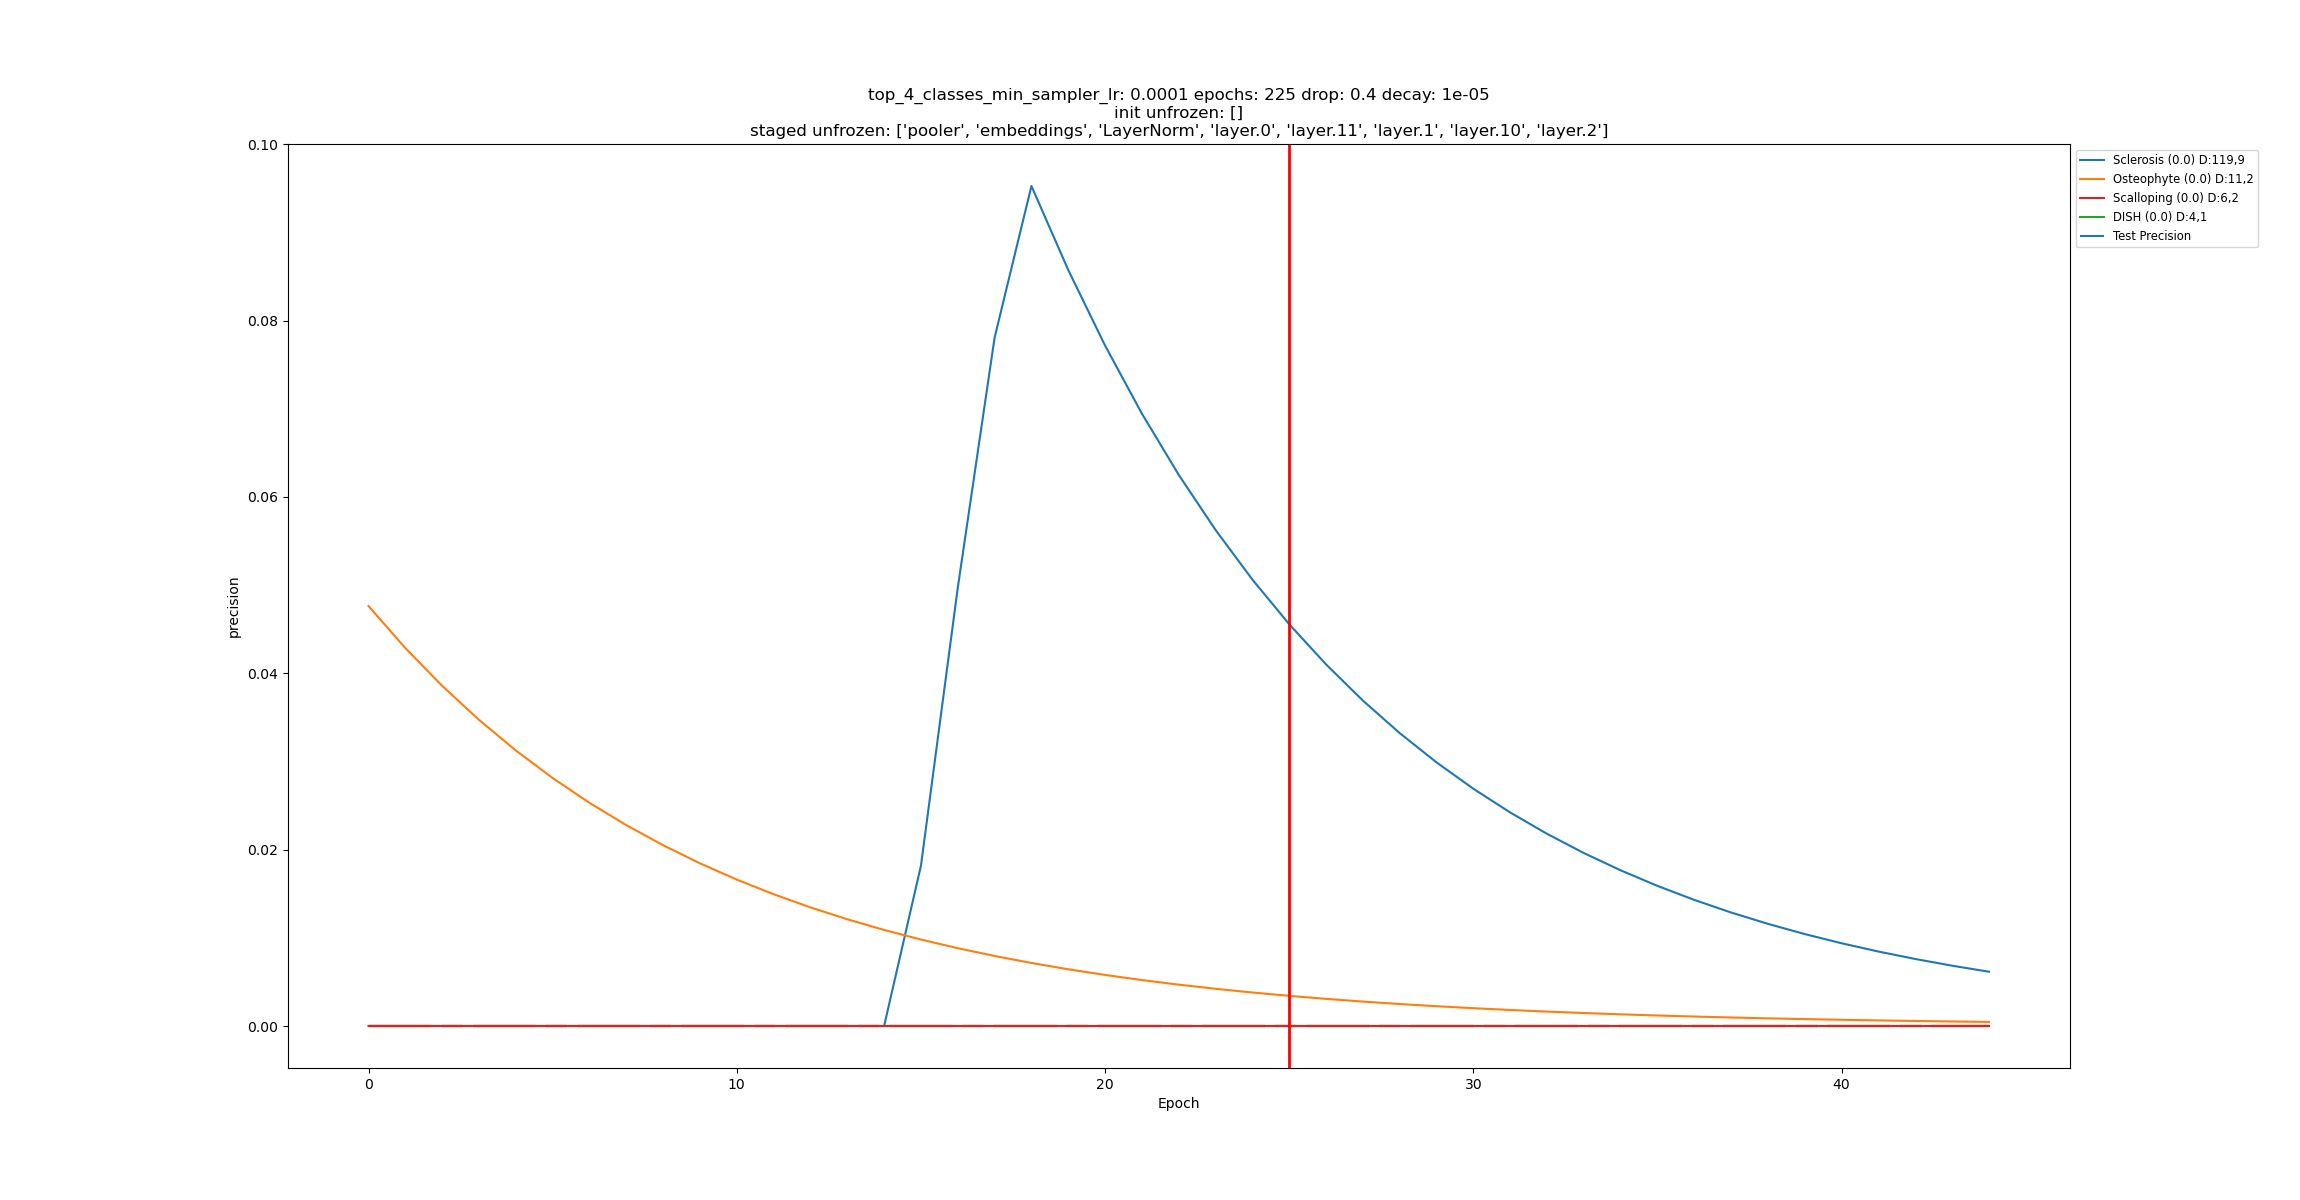 top_4_classes_min_sampler_lr: 0.0001 epochs: 225 drop: 0.4 decay: 1e-05
init unfrozen: []
staged unfrozen: ['pooler', 'embeddings', 'LayerNorm', 'layer.0', 'layer.11', 'layer.1', 'layer.10', 'layer.2']
0.10
0.08
0.06
0.04
0.02
0.00
precision
0 10 20 30 40
Epoch
Sclerosis (0.0) D:119,9
Osteophyte (0.0) D:11,2
Scalloping (0.0) D:6,2
DISH (0.0) D:4,1
Test Precision